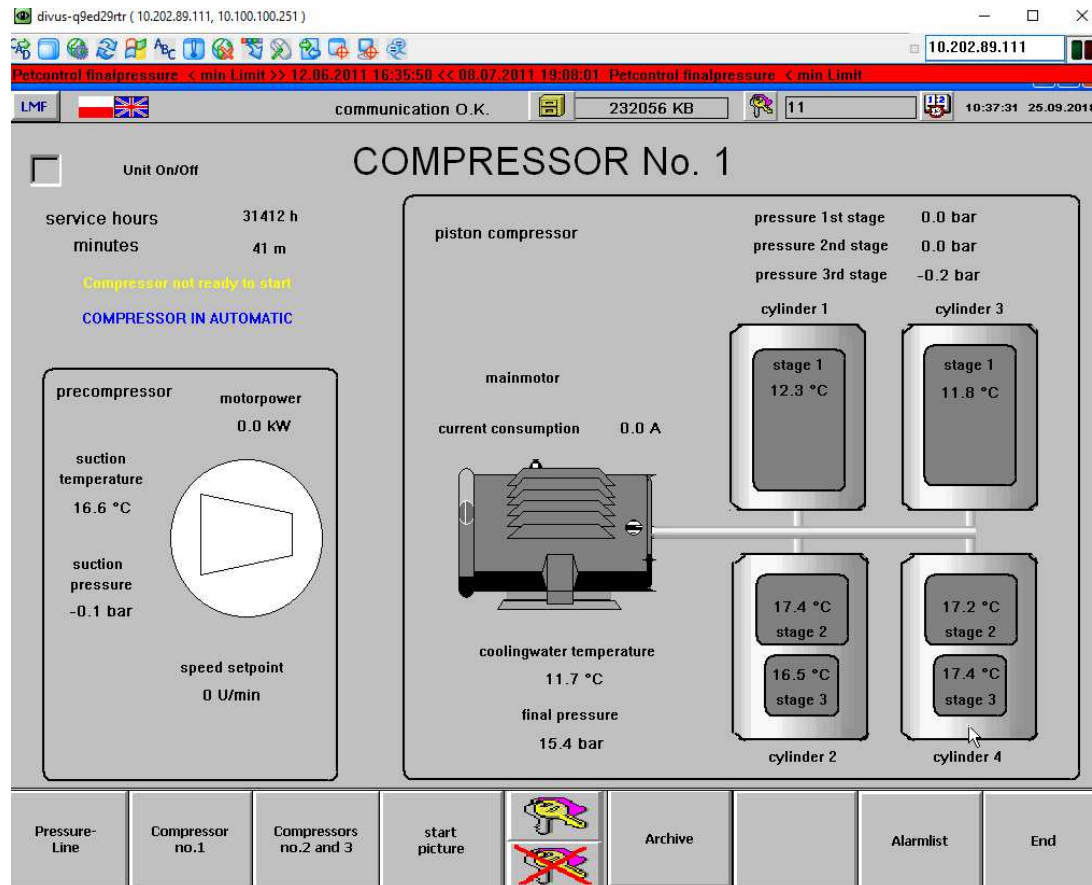 divus-q9ed29rtr ( 10.202.89.111, 10.100.100.251 )
10.202.89.111
Petcontrol finalpressure < min Limit >> 12.06.2011 16:35:50 << 08.07.2011 19:08:01 Petcontrol finalpressure < min Limit
LMF
communication O.K.
232056 KB
11
10:37:31 25.09.2018
COMPRESSOR No. 1
Unit On/Off
service hours 31412 h
minutes 41 m
Compressor not ready to start
COMPRESSOR IN AUTOMATIC
precompressor
motorpower
0.0 kW
suction
temperature
16.6 °C
suction
pressure
-0.1 bar
speed setpoint
0 U/min
piston compressor
pressure 1st stage 0.0 bar
pressure 2nd stage 0.0 bar
pressure 3rd stage -0.2 bar
mainmotor
current consumption 0.0 A
coolingwater temperature
11.7 °C
final pressure
15.4 bar
cylinder 1
stage 1
12.3 °C
cylinder 3
stage 1
11.8 °C
17.4 °C
stage 2
16.5 °C
stage 3
cylinder 2
17.2 °C
stage 2
17.4 °C
stage 3
cylinder 4
Pressure-
Line
Compressor
no.1
Compressors
no.2 and 3
start
picture
Archive
Alarmlist
End